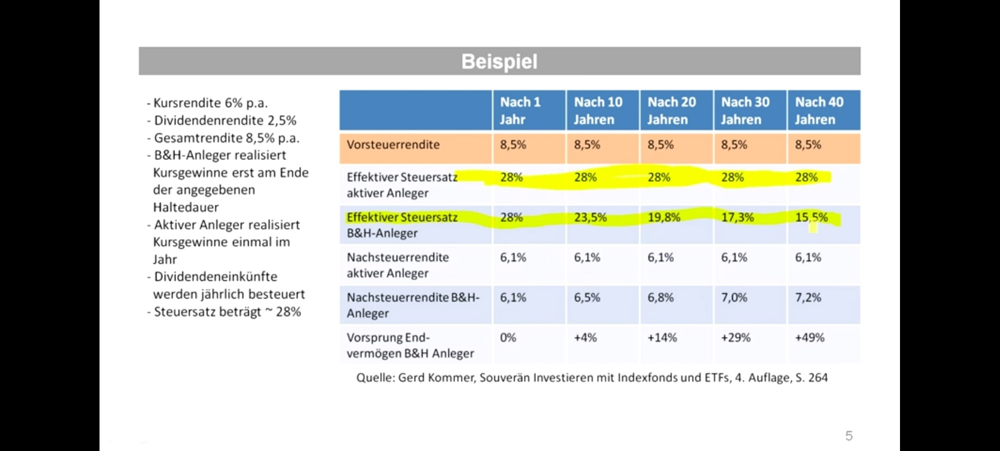 Beispiel
- Kursrendite 6% p.a.
- Dividendenrendite 2,5%
- Gesamtrendite 8,5% p.a.
- B&H-Anleger realisiert
Kursgewinne erst am Ende
der angegebenen
Haltedauer
- Aktiver Anleger realisiert
Kursgewinne einmal im
Jahr
- Dividendeneinkünfte
werden jährlich besteuert
- Steuersatz beträgt ~ 28%
Nach 1 Nach 10 Nach 20 Nach 30 Nach 40
Jahr Jahren Jahren Jahren Jahren
Vorsteuerrendite 8,5% 8,5% 8,5% 8,5% 8,5%
Effektiver Steuersatz 28% 28% 28% 28% 28%
aktiver Anleger
Effektiver Steuersatz 28% 23,5% 19,8% 17,3% 15,5%
B&H-Anleger
Nachsteuerrendite 6,1% 6,1% 6,1% 6,1% 6,1%
aktiver Anleger
Nachsteuerrendite B&H- 6,1% 6,5% 6,8% 7,0% 7,2%
Anleger
Vorsprung End- 0% +4% +14% +29% +49%
vermögen B&H Anleger
Quelle: Gerd Kommer, Souverän Investieren mit Indexfonds und ETFs, 4. Auflage, S. 264
5